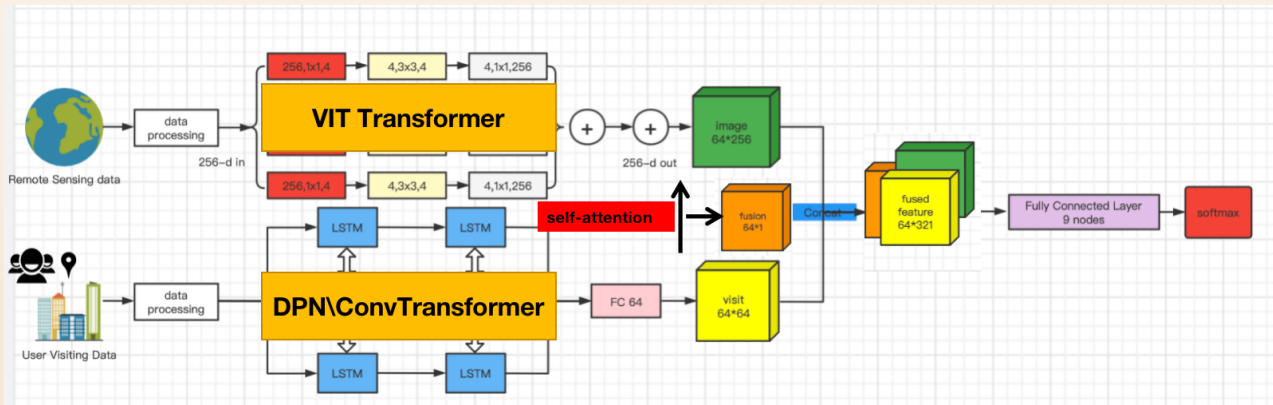 256,1x1,4
4,3x3,4
4,1x1,256
VIT Transformer
data
processing
256-d in
+
+
256-d out
image
64*256
Remote Sensing data
256,1x1,4
4,3x3,4
4,1x1,256
self-attention
fusion
64*1
Concat
fused
feature
64*321
Fully Connected Layer
9 nodes
softmax
LSTM
LSTM
data
processing
DPN\ConvTransformer
FC 64
visit
64*64
User Visiting Data
LSTM
LSTM